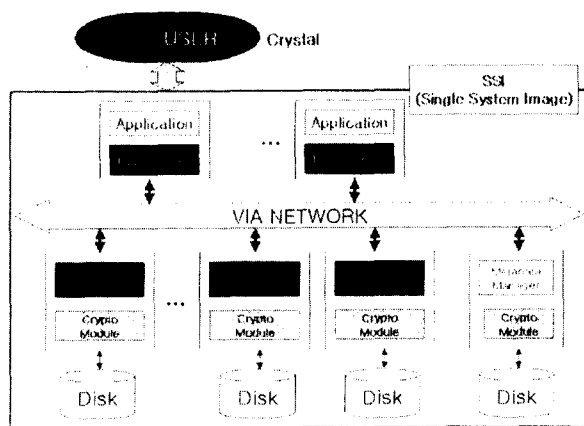 USER
Crystal
SSI
(Single System Image)
Application
Application
...
VIA NETWORK
Manager
...
Crypto
Module
Crypto
Module
Crypto
Module
Crypto
Module
Disk
Disk
Disk
Disk